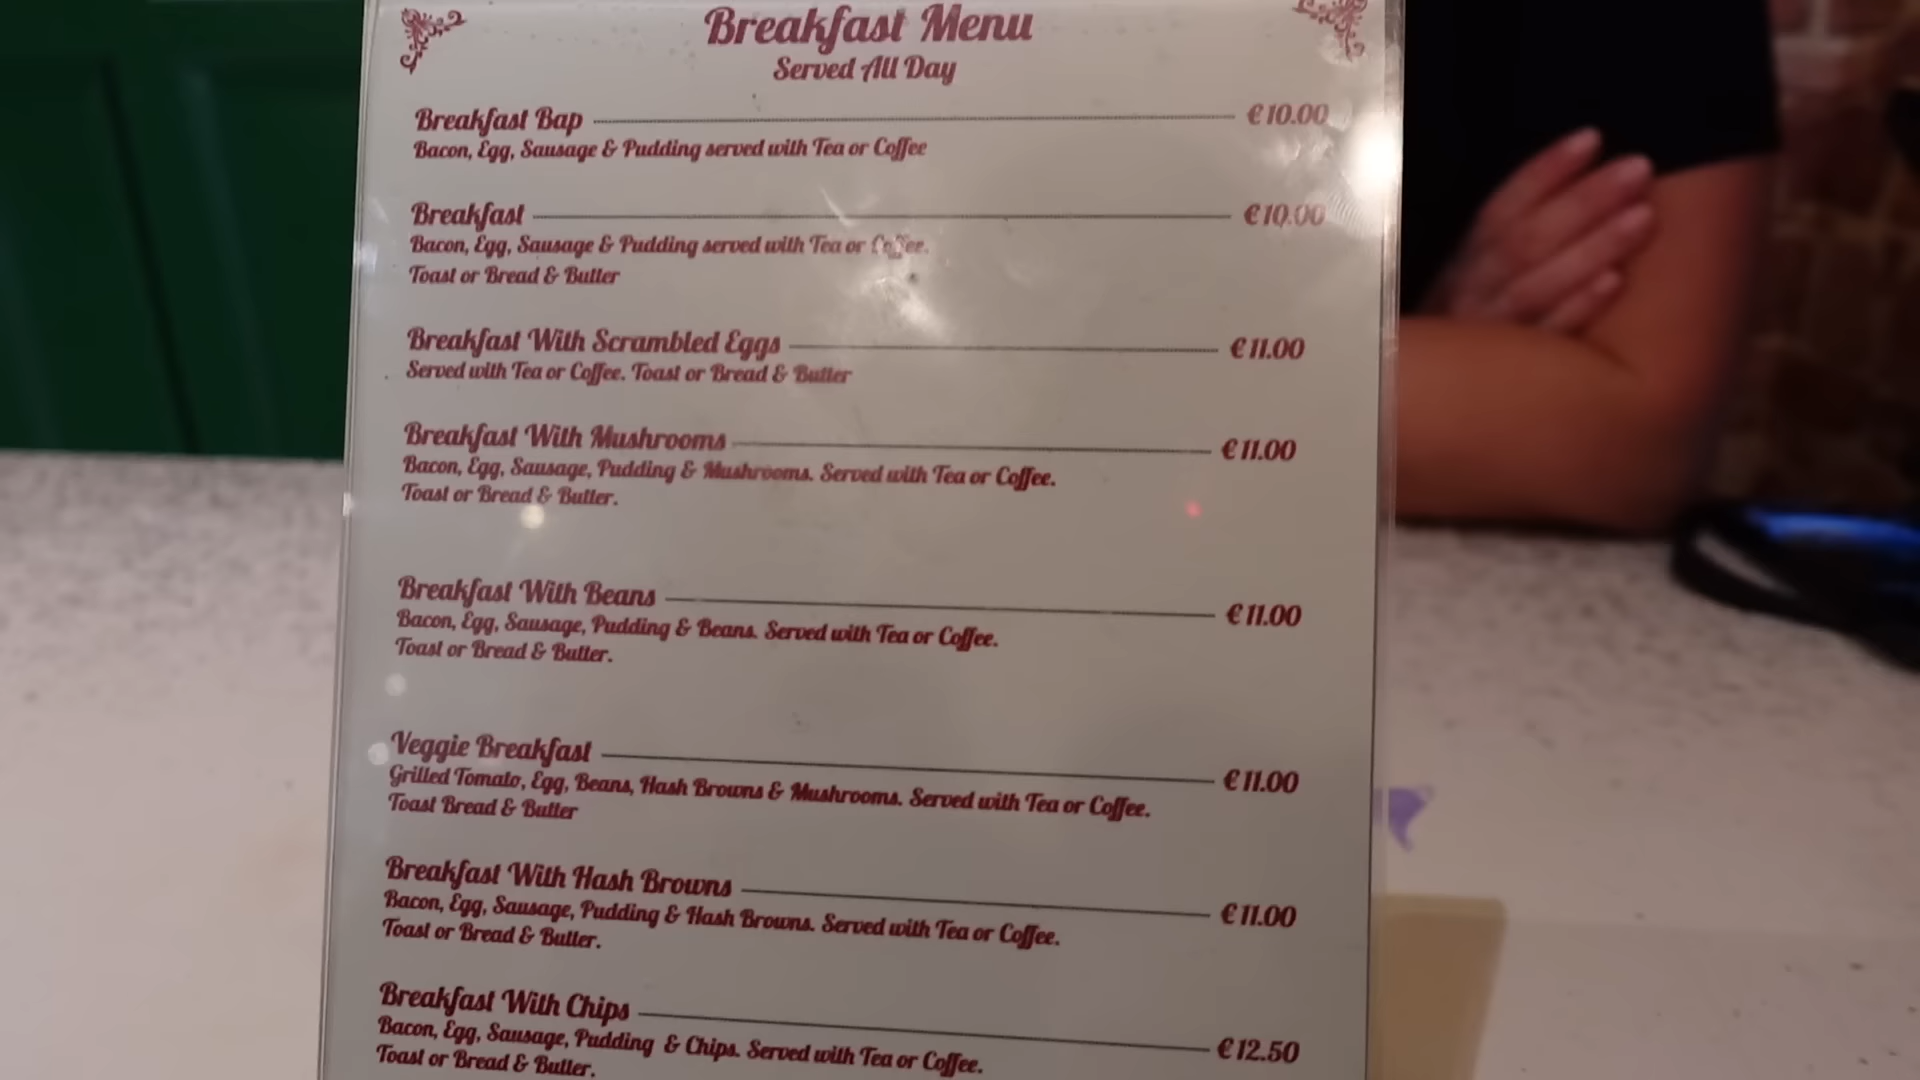 Breakfast Menu
Served All Day
Breakfast Bap €10.00
Bacon, Egg, Sausage & Pudding served with Tea or Coffee
Breakfast €10.00
Bacon, Egg, Sausage & Pudding served with Tea or Coffee.
Toast or Bread & Butter
Breakfast With Scrambled Eggs €11.00
Served with Tea or Coffee. Toast or Bread & Butter
Breakfast With Mushrooms €11.00
Bacon, Egg, Sausage, Pudding & Mushrooms. Served with Tea or Coffee.
Toast or Bread & Butter.
Breakfast With Beans €11.00
Bacon, Egg, Sausage, Pudding & Beans. Served with Tea or Coffee.
Toast or Bread & Butter.
Veggie Breakfast €11.00
Grilled Tomato, Egg, Beans, Hash Browns & Mushrooms. Served with Tea or Coffee.
Toast Bread & Butter
Breakfast With Hash Browns €11.00
Bacon, Egg, Sausage, Pudding & Hash Browns. Served with Tea or Coffee.
Toast or Bread & Butter.
Breakfast With Chips €12.50
Bacon, Egg, Sausage, Pudding & Chips. Served with Tea or Coffee.
Toast or Bread & Butter.